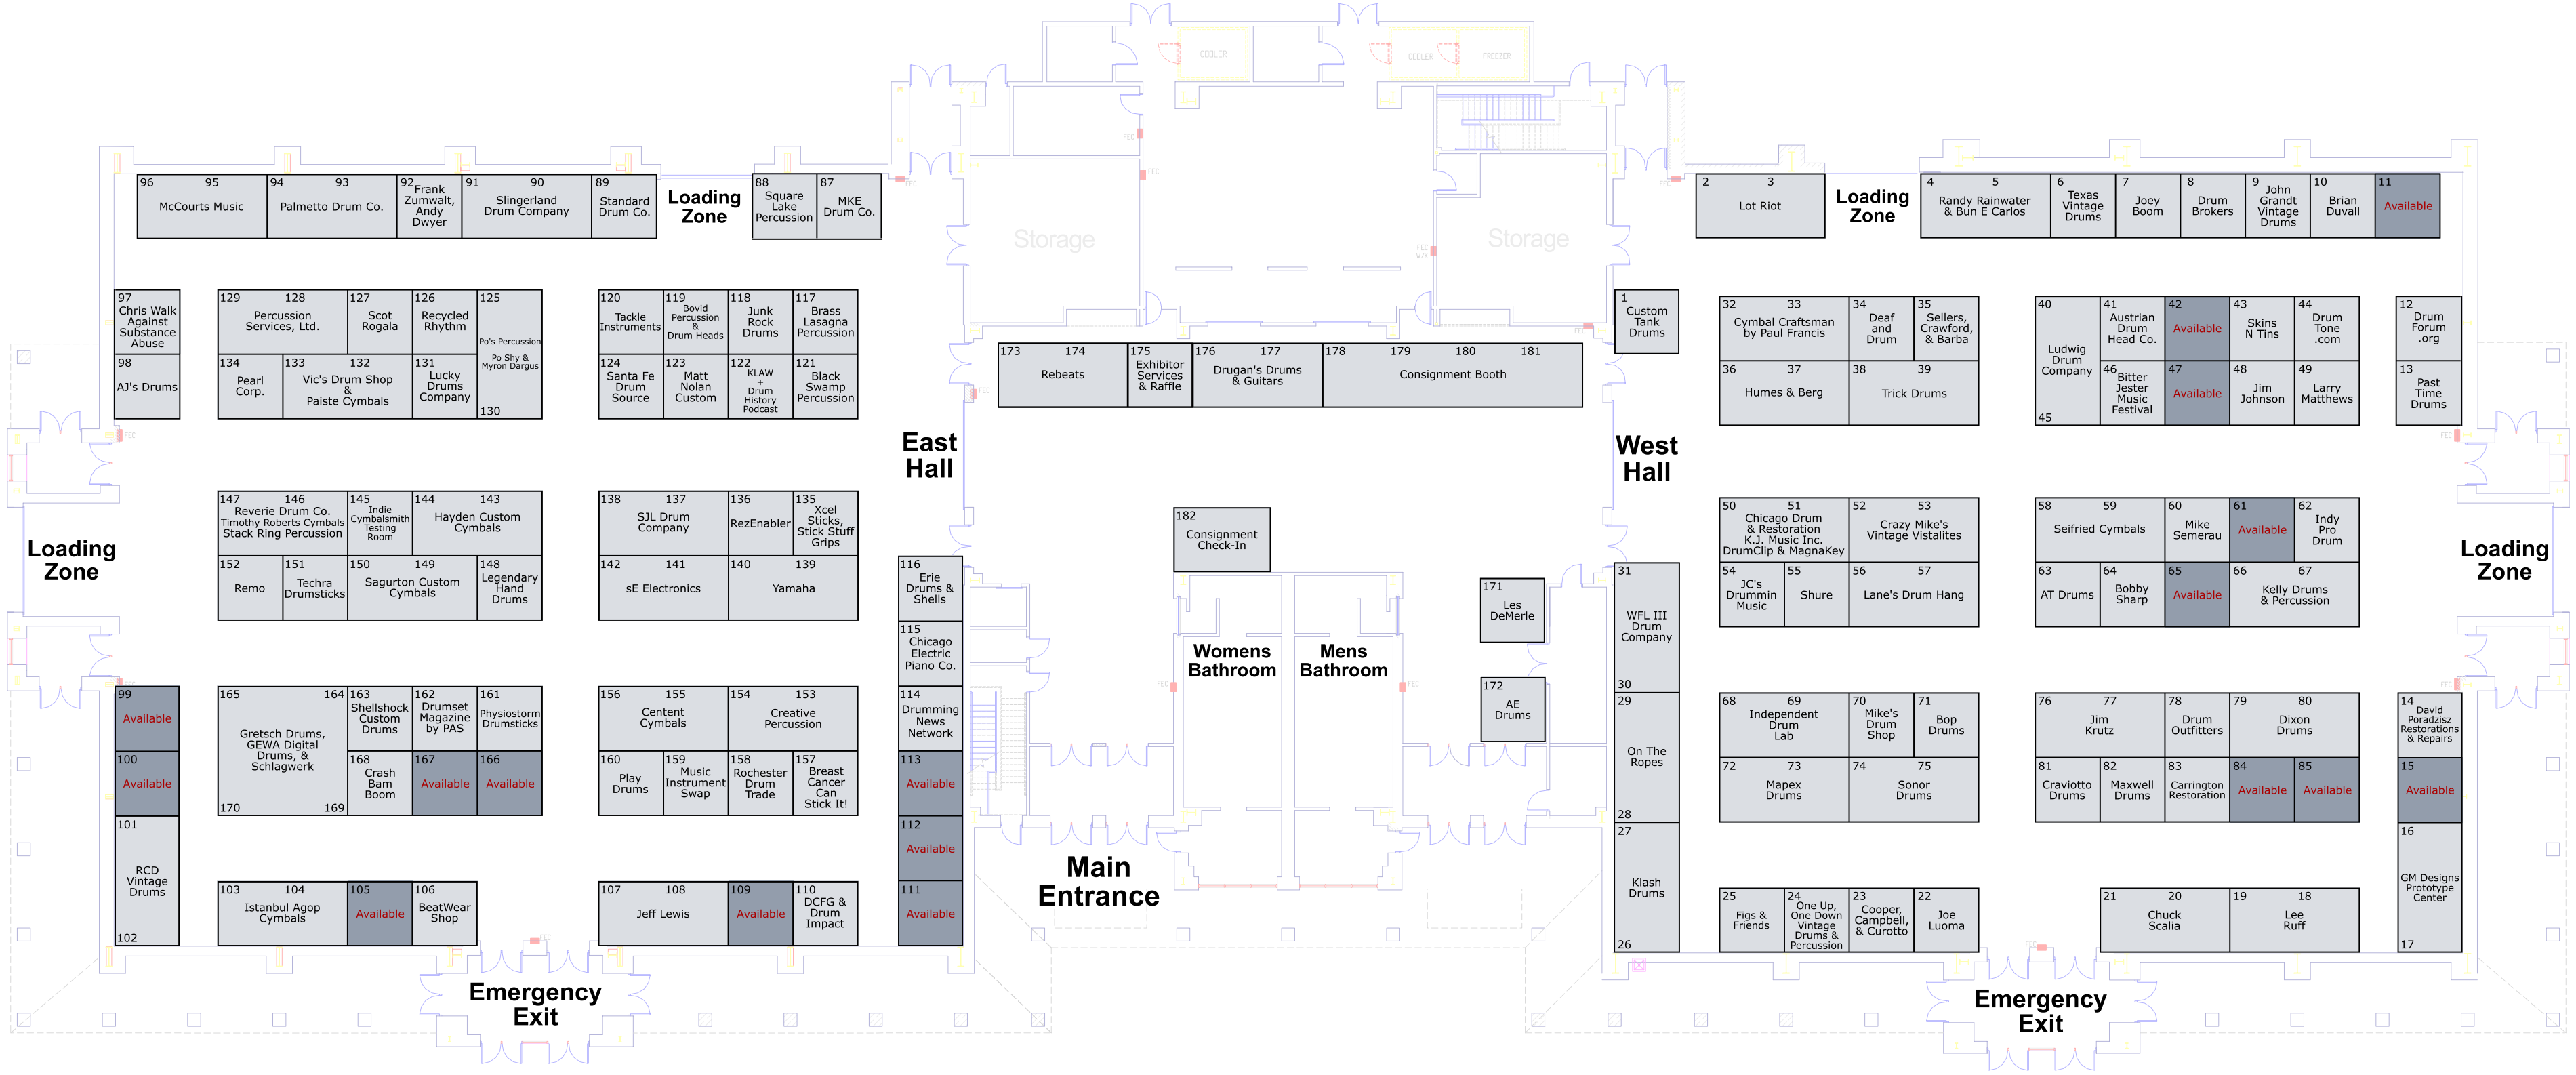 COOLER
COOLER
FREEZER
FEC
FEC
FEC
FEC
FEC
W/R
Storage
Storage
96 95
McCourts Music
94 93
Palmetto Drum Co.
92
Frank
Zumwalt,
Andy
Dwyer
91 90
Slingerland
Drum Company
89
Standard
Drum Co.
Loading
Zone
88
Square
Lake
Percussion
87
MKE
Drum Co.
2 3
Lot Riot
Loading
Zone
4 5
Randy Rainwater
& Bun E Carlos
6
Texas
Vintage
Drums
7
Joey
Boom
8
Drum
Brokers
9
John
Grandt
Vintage
Drums
10
Brian
Duvall
11
Available
97
Chris Walk
Against
Substance
Abuse
98
AJ's Drums
129 128
Percussion
Services, Ltd.
127
Scot
Rogala
126
Recycled
Rhythm
125
Po's Percussion
Po Shy &
Myron Dargus
130
134
Pearl
Corp.
133 132
Vic's Drum Shop
&
Paiste Cymbals
131
Lucky
Drums
Company
120
Tackle
Instruments
119
Bovid
Percussion
&
Drum Heads
118
Junk
Rock
Drums
117
Brass
Lasagna
Percussion
124
Santa Fe
Drum
Source
123
Matt
Nolan
Custom
122
KLAW
+
Drum
History
Podcast
121
Black
Swamp
Percussion
173 174
Rebeats
175
Exhibitor
Services
& Raffle
176 177
Drugan's Drums
& Guitars
178 179 180 181
Consignment Booth
1
Custom
Tank
Drums
32 33
Cymbal Craftsman
by Paul Francis
34
Deaf
and
Drum
35
Sellers,
Crawford,
& Barba
36 37
Humes & Berg
38 39
Trick Drums
40
Ludwig
Drum
Company
45
41
Austrian
Drum
Head Co.
42
Available
43
Skins
N Tins
44
Drum
Tone
.com
46
Bitter
Jester
Music
Festival
47
Available
48
Jim
Johnson
49
Larry
Matthews
12
Drum
Forum
.org
13
Past
Time
Drums
FEC
FEC
FEC
FEC
East
Hall
West
Hall
Loading
Zone
147 146
Reverie Drum Co.
Timothy Roberts Cymbals
Stack Ring Percussion
145
Indie
Cymbalsmith
Testing
Room
144 143
Hayden Custom
Cymbals
152
Remo
151
Techra
Drumsticks
150 149
Sagurton Custom
Cymbals
148
Legendary
Hand
Drums
138 137
SJL Drum
Company
136
RezEnabler
135
Xcel
Sticks,
Stick Stuff
Grips
142 141
sE Electronics
140 139
Yamaha
116
Erie
Drums &
Shells
115
Chicago
Electric
Piano Co.
114
Drumming
News
Network
113
Available
112
Available
111
Available
182
Consignment
Check-In
171
Les
DeMerle
172
AE
Drums
Womens
Bathroom
Mens
Bathroom
FEC
FEC
31
WFL III
Drum
Company
30
29
On The
Ropes
28
27
Klash
Drums
26
50 51
Chicago Drum
& Restoration
K.J. Music Inc.
DrumClip & MagnaKey
52 53
Crazy Mike's
Vintage Vistalites
54
JC's
Drummin
Music
55
Shure
56 57
Lane's Drum Hang
58 59
Seifried Cymbals
60
Mike
Semerau
61
Available
62
Indy
Pro
Drum
63
AT Drums
64
Bobby
Sharp
65
Available
66 67
Kelly Drums
& Percussion
Loading
Zone
FEC
FEC
99
Available
100
Available
101
RCD
Vintage
Drums
102
165 164
Gretsch Drums,
GEWA Digital
Drums, &
Schlagwerk
170 169
163
Shellshock
Custom
Drums
162
Drumset
Magazine
by PAS
161
Physiostorm
Drumsticks
168
Crash
Bam
Boom
167
Available
166
Available
156 155
Centent
Cymbals
154 153
Creative
Percussion
160
Play
Drums
159
Music
Instrument
Swap
158
Rochester
Drum
Trade
157
Breast
Cancer
Can
Stick It!
68 69
Independent
Drum
Lab
70
Mike's
Drum
Shop
71
Bop
Drums
72 73
Mapex
Drums
74 75
Sonor
Drums
76 77
Jim
Krutz
78
Drum
Outfitters
79 80
Dixon
Drums
81
Craviotto
Drums
82
Maxwell
Drums
83
Carrington
Restoration
84
Available
85
Available
14
David
Poradzisz
Restorations
& Repairs
15
Available
16
GM Designs
Prototype
Center
17
Main
Entrance
103 104
Istanbul Agop
Cymbals
105
Available
106
BeatWear
Shop
107 108
Jeff Lewis
109
Available
110
DCFG &
Drum
Impact
25
Figs &
Friends
24
One Up,
One Down
Vintage
Drums &
Percussion
23
Cooper,
Campbell,
& Curotto
22
Joe
Luoma
21 20
Chuck
Scalia
19 18
Lee
Ruff
FEC
FEC
Emergency
Exit
Emergency
Exit